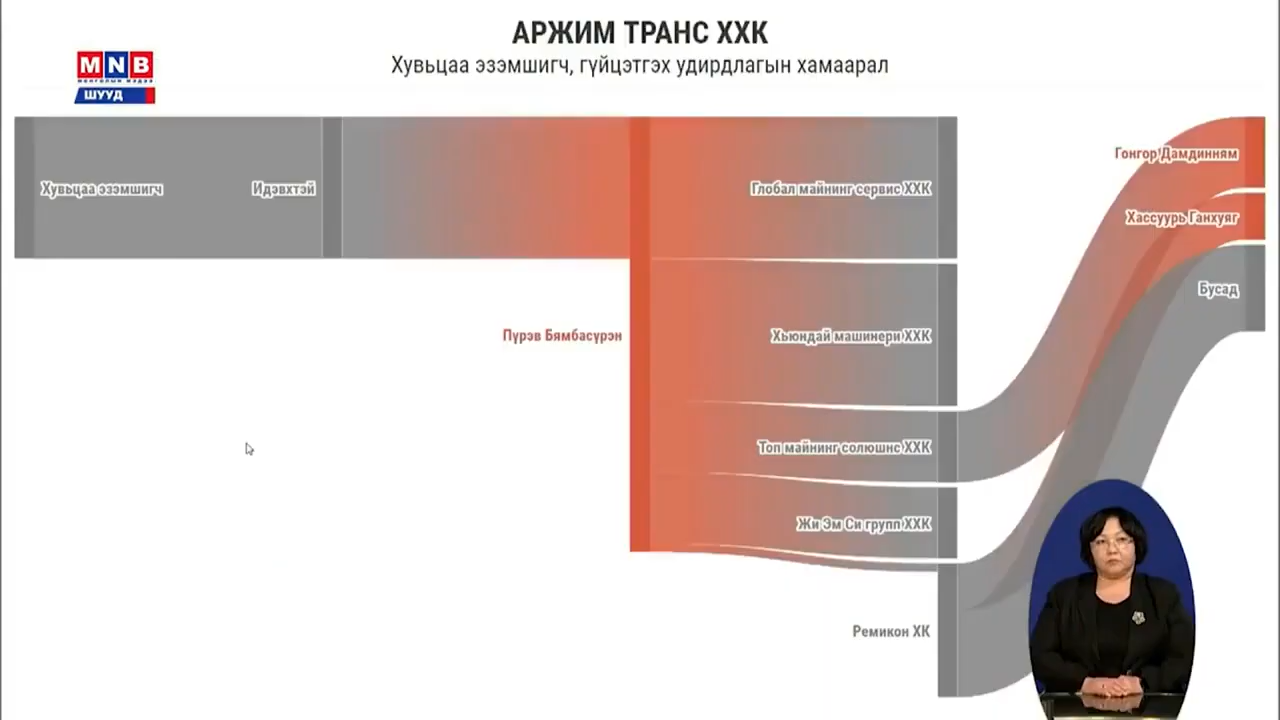 АРЖИМ ТРАНС ХХК
Хувьцаа эзэмшигч, гүйцэтгэх удирдлагын хамаарал
MNB
МОНГОЛЫН МЭДЭЭ
ШУУД
Хувьцаа эзэмшигч
Идэвхтэй
Пүрэв Бямбасүрэн
Глобал майнинг сервис ХХК
Хьюндай машинери ХХК
Топ майнинг солюшнс ХХК
Жи Эм Си групп ХХК
Ремикон ХК
Гонгор Дамдинням
Хассуурь Ганхуяг
Бусад